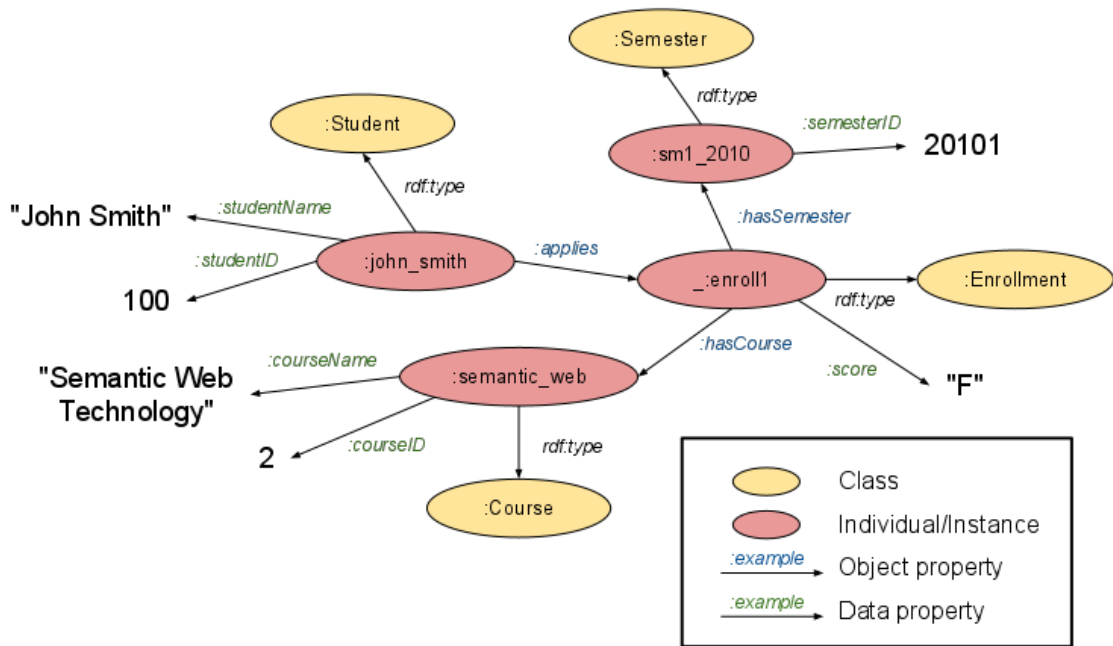 :Semester
rdf:type
:semesterID
:Student
:sm1_2010
20101
rdf:type
"John Smith"
:studentName
:hasSemester
:studentID
:john_smith
:applies
_:enroll1
:Enrollment
100
rdf:type
:hasCourse
:courseName
:semantic_web
:score
"Semantic Web
Technology"
"F"
2
:courseID
rdf:type
:Course
Class
Individual/Instance
:example
Object property
:example
Data property